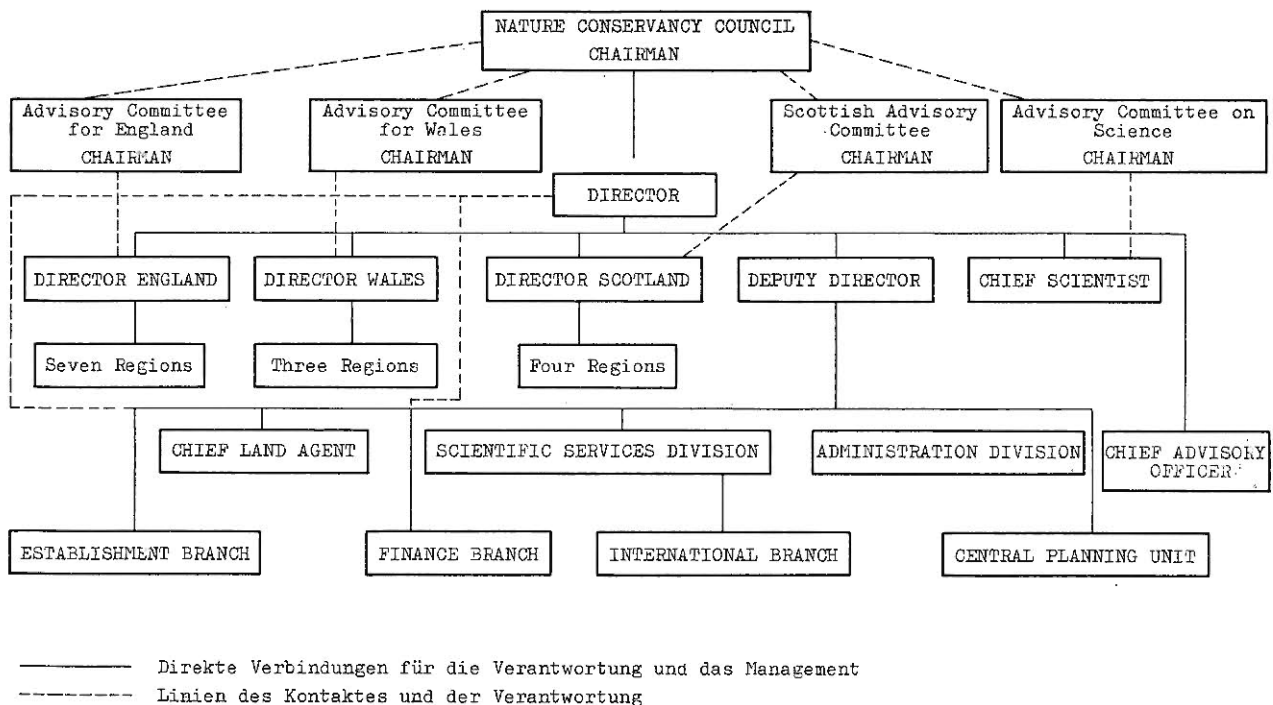 NATURE CONSERVANCY COUNCIL
CHAIRMAN
Advisory Committee
for England
CHAIRMAN
Advisory Committee
for Wales
CHAIRMAN
Scottish Advisory
Committee
CHAIRMAN
Advisory Committee on
Science
CHAIRMAN
DIRECTOR
DIRECTOR ENGLAND
DIRECTOR WALES
DIRECTOR SCOTLAND
DEPUTY DIRECTOR
CHIEF SCIENTIST
Seven Regions
Three Regions
Four Regions
CHIEF LAND AGENT
SCIENTIFIC SERVICES DIVISION
ADMINISTRATION DIVISION
CHIEF ADVISORY
OFFICER
ESTABLISHMENT BRANCH
FINANCE BRANCH
INTERNATIONAL BRANCH
CENTRAL PLANNING UNIT
Direkte Verbindungen für die Verantwortung und das Management
Linien des Kontaktes und der Verantwortung